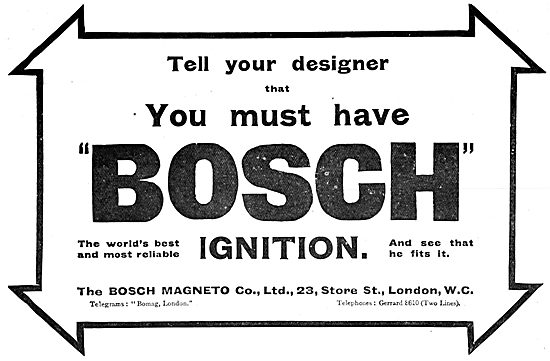 Tell your designer
that
You must have
"BOSCH"
The world's best and most reliable
IGNITION.
And see that he fits it.
The BOSCH MAGNETO Co., Ltd., 23, Store St., London, W.C.
Telegrams: "Bomag, London." Telephones: Gerrard 8610 (Two Lines).